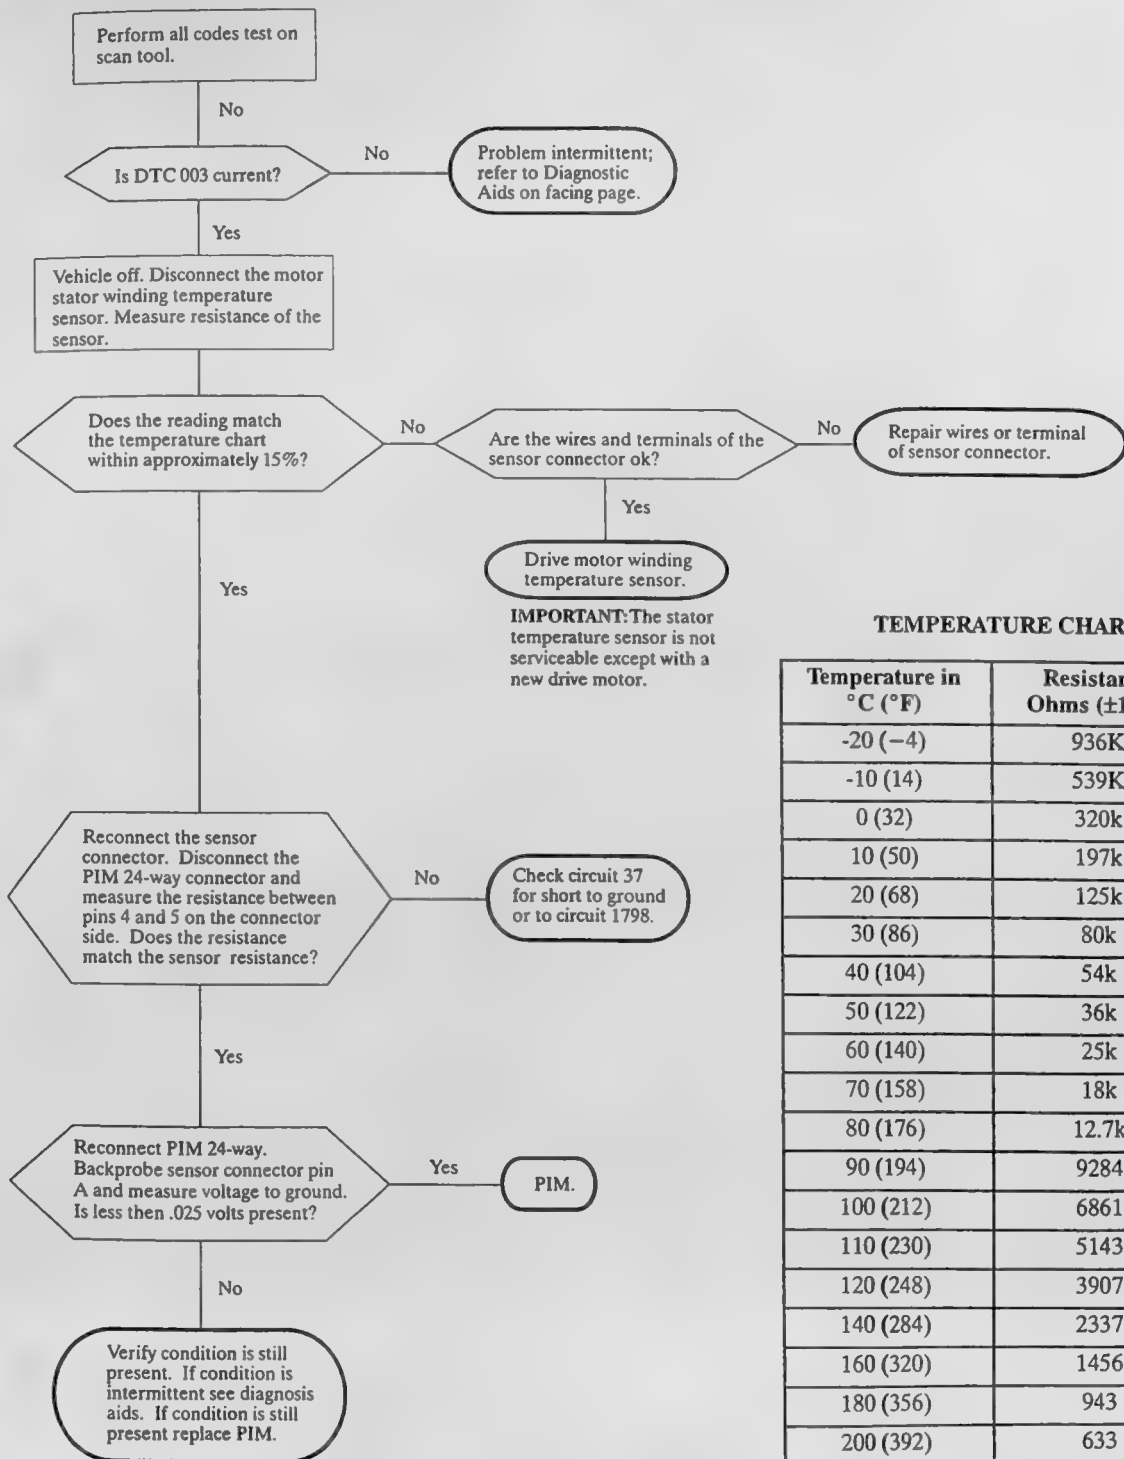 Perform all codes test on
scan tool.
No
Is DTC 003 current?
No
Problem intermittent;
refer to Diagnostic
Aids on facing page.
Yes
Vehicle off. Disconnect the motor
stator winding temperature
sensor. Measure resistance of the
sensor.
Does the reading match
the temperature chart
within approximately 15%?
No
Are the wires and terminals of the
sensor connector ok?
No
Repair wires or terminal
of sensor connector.
Yes
Drive motor winding
temperature sensor.
IMPORTANT: The stator
temperature sensor is not
serviceable except with a
new drive motor.
Yes
Reconnect the sensor
connector. Disconnect the
PIM 24-way connector and
measure the resistance between
pins 4 and 5 on the connector
side. Does the resistance
match the sensor resistance?
No
Check circuit 37
for short to ground
or to circuit 1798.
Yes
Reconnect PIM 24-way.
Backprobe sensor connector pin
A and measure voltage to ground.
Is less then .025 volts present?
Yes
PIM.
No
Verify condition is still
present. If condition is
intermittent see diagnosis
aids. If condition is still
present replace PIM.
TEMPERATURE CHAR
Temperature in °C (°F) Resistan Ohms (±1
-20 (−4) 936K
-10 (14) 539K
0 (32) 320k
10 (50) 197k
20 (68) 125k
30 (86) 80k
40 (104) 54k
50 (122) 36k
60 (140) 25k
70 (158) 18k
80 (176) 12.7k
90 (194) 9284
100 (212) 6861
110 (230) 5143
120 (248) 3907
140 (284) 2337
160 (320) 1456
180 (356) 943
200 (392) 633